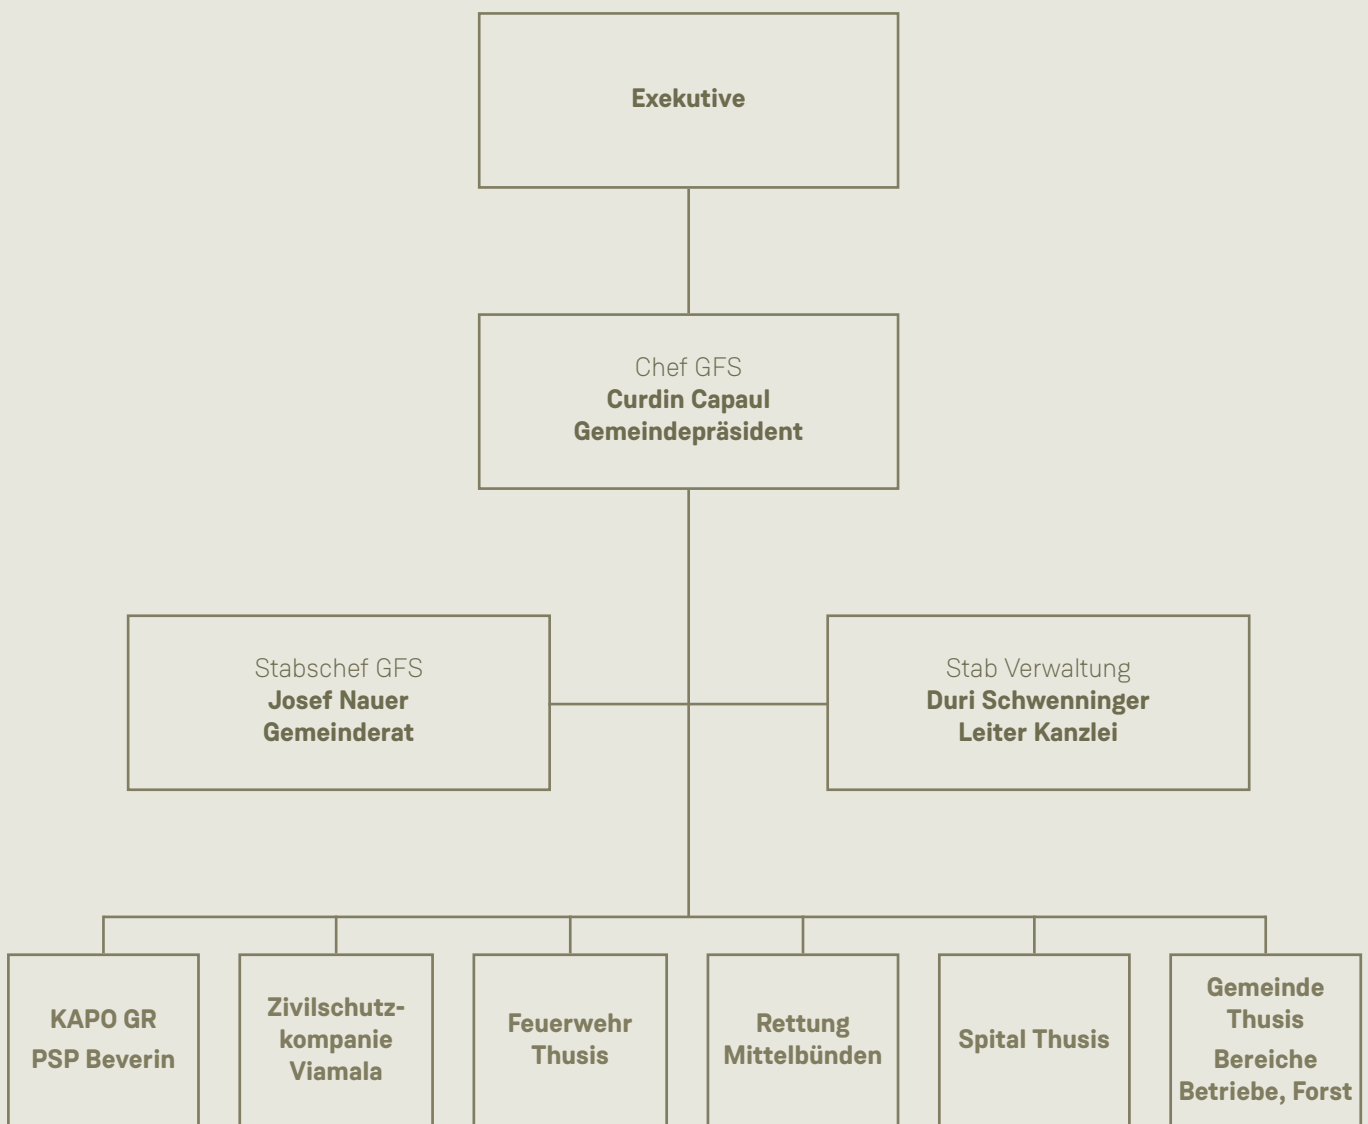 Exekutive
Chef GFS
Curdin Capaul
Gemeindepräsident
Stabschef GFS
Josef Nauer
Gemeinderat
Stab Verwaltung
Duri Schwenninger
Leiter Kanzlei
KAPO GR
PSP Beverin
Zivilschutz-
kompanie
Viamala
Feuerwehr
Thusis
Rettung
Mittelbünden
Spital Thusis
Gemeinde
Thusis
Bereiche
Betriebe, Forst